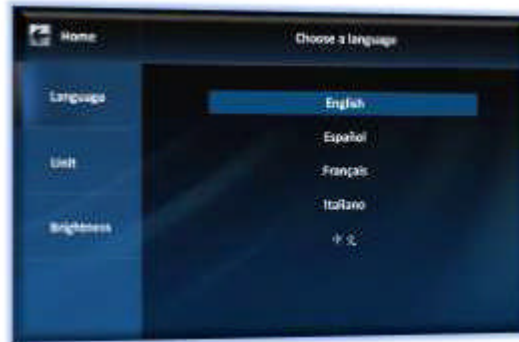 Home
Choose a language
Language
English
Español
Unit
Français
Italiano
Brightness
中文